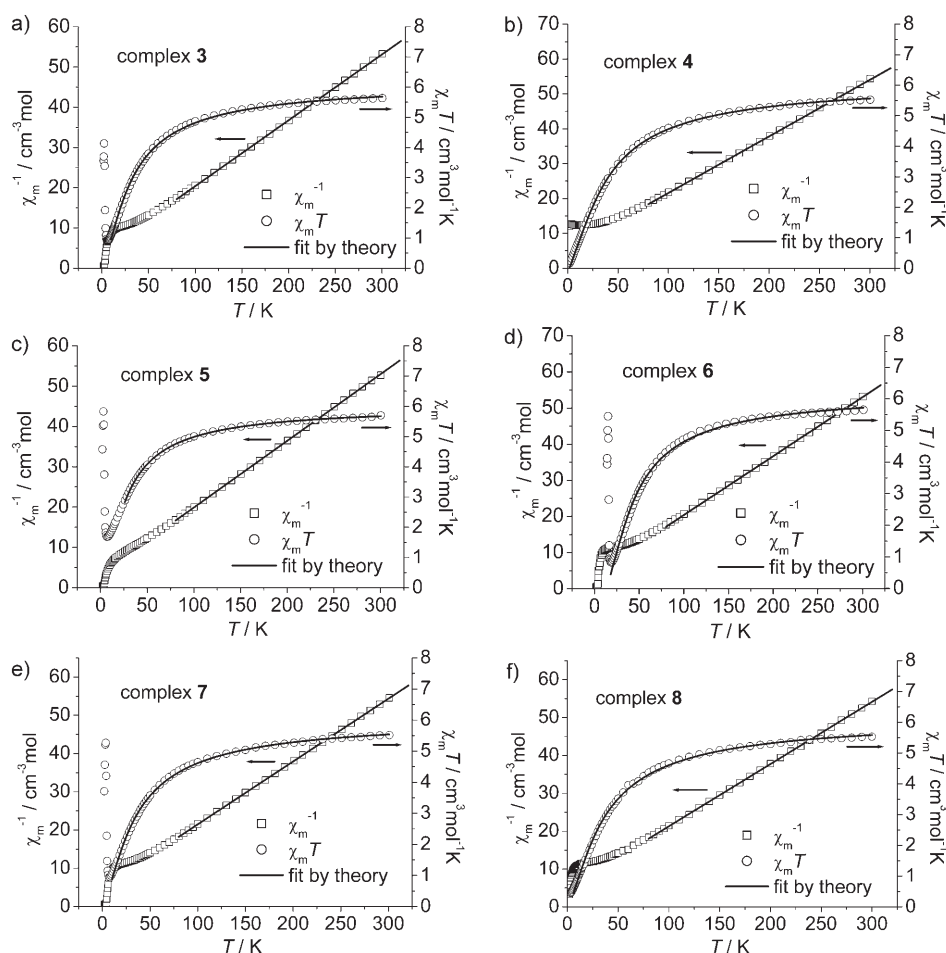 a)
complex 3
60
50
40
30
20
10
0
χm-1 / cm-3mol
8
7
6
5
4
3
2
1
0
χmT / cm3mol-1K
χm-1
χmT
fit by theory
0 50 100 150 200 250 300
T / K
b)
complex 4
70
60
50
40
30
20
10
0
χm-1 / cm-3mol
8
7
6
5
4
3
2
1
0
χmT / cm3mol-1K
χm-1
χmT
fit by theory
0 50 100 150 200 250 300
T / K
c)
complex 5
60
50
40
30
20
10
0
χm-1 / cm-3mol
8
7
6
5
4
3
2
1
0
χmT / cm3mol-1K
χm-1
χmT
fit by theory
0 50 100 150 200 250 300
T / K
d)
complex 6
70
60
50
40
30
20
10
0
χm-1 / cm-3mol
8
7
6
5
4
3
2
1
0
χmT / cm3mol-1K
χm-1
χmT
fit by theory
0 50 100 150 200 250 300
T / K
e)
complex 7
60
50
40
30
20
10
0
χm-1 / cm-3mol
8
7
6
5
4
3
2
1
0
χmT / cm3mol-1K
χm-1
χmT
fit by theory
0 50 100 150 200 250 300
T / K
f)
complex 8
60
50
40
30
20
10
0
χm-1 / cm-3mol
8
7
6
5
4
3
2
1
0
χmT / cm3mol-1K
χm-1
χmT
fit by theory
0 50 100 150 200 250 300
T / K